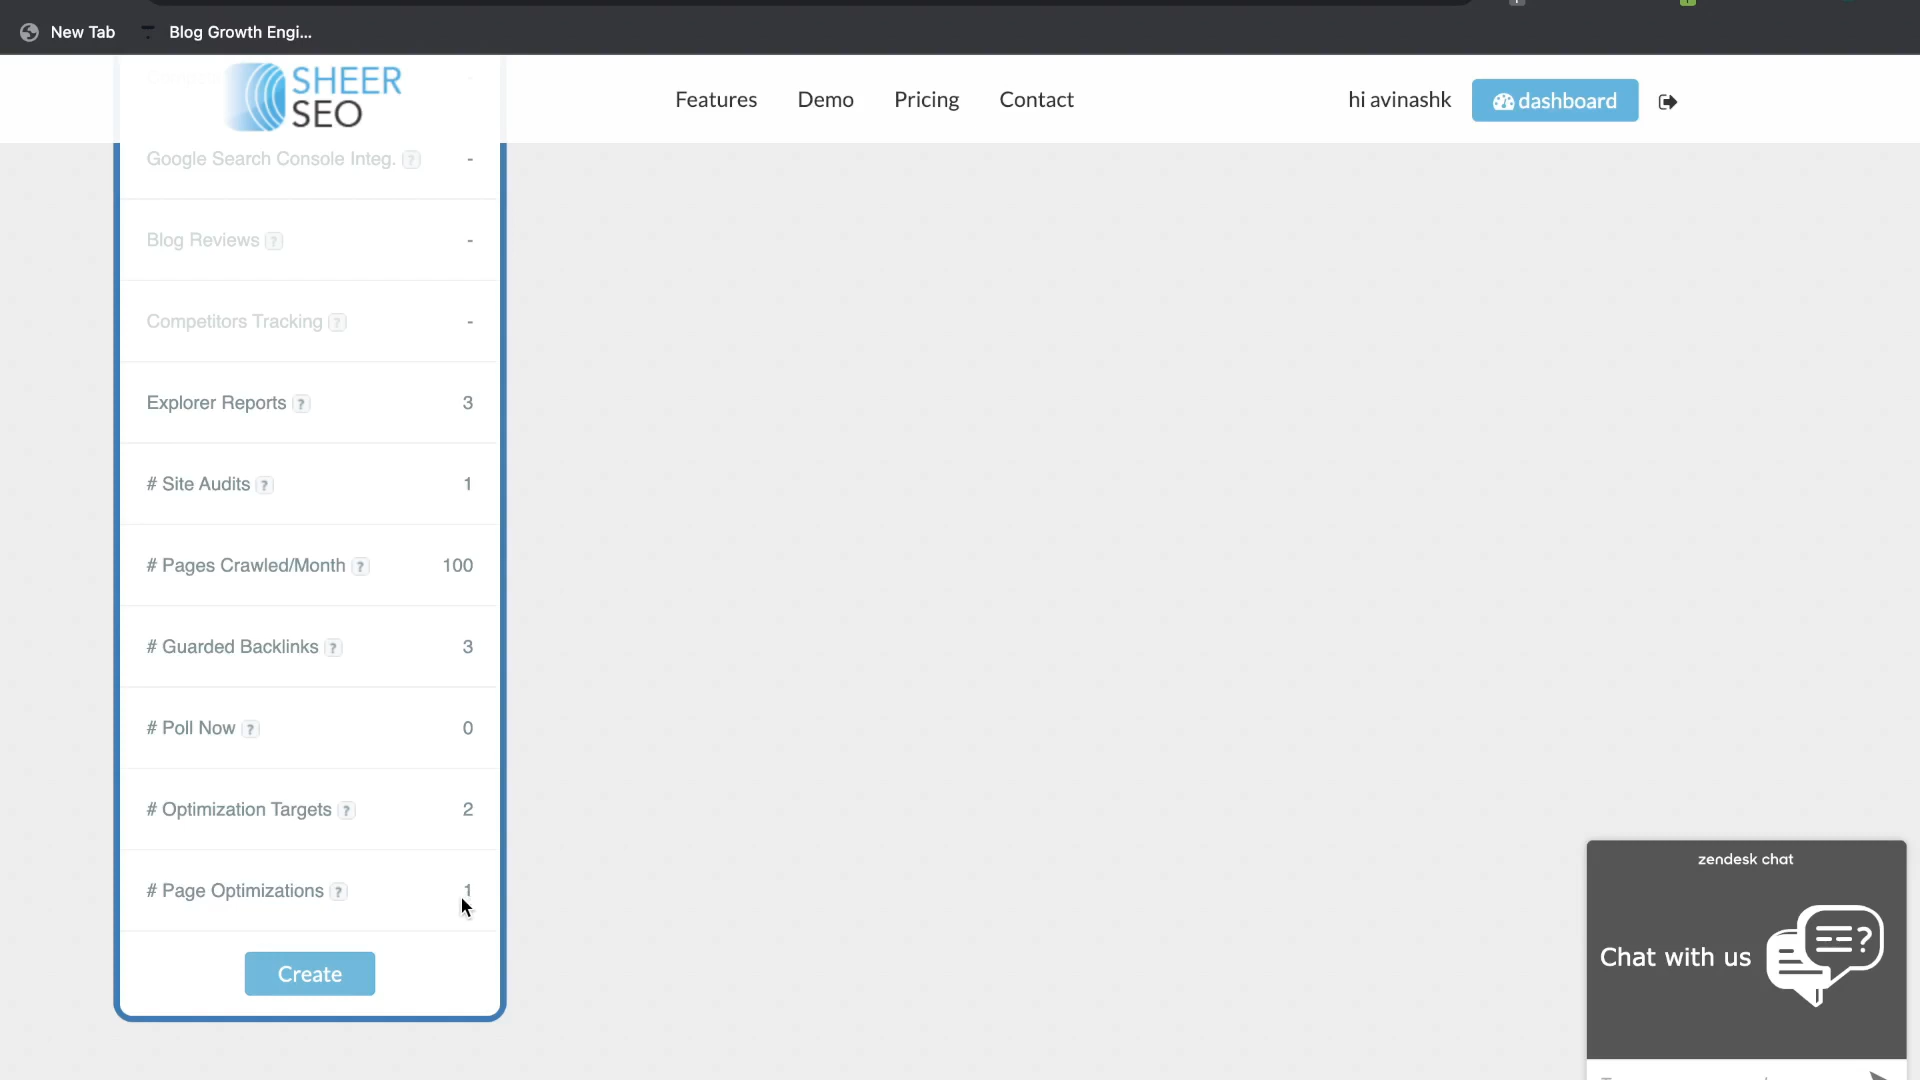 New Tab
Blog Growth Engi...
SHEER
SEO
Features
Demo
Pricing
Contact
hi avinashk
dashboard
Google Search Console Integ. ? -
Blog Reviews ? -
Competitors Tracking ? -
Explorer Reports ? 3
# Site Audits ? 1
# Pages Crawled/Month ? 100
# Guarded Backlinks ? 3
# Poll Now ? 0
# Optimization Targets ? 2
# Page Optimizations ? 1
Create
zendesk chat
Chat with us
?